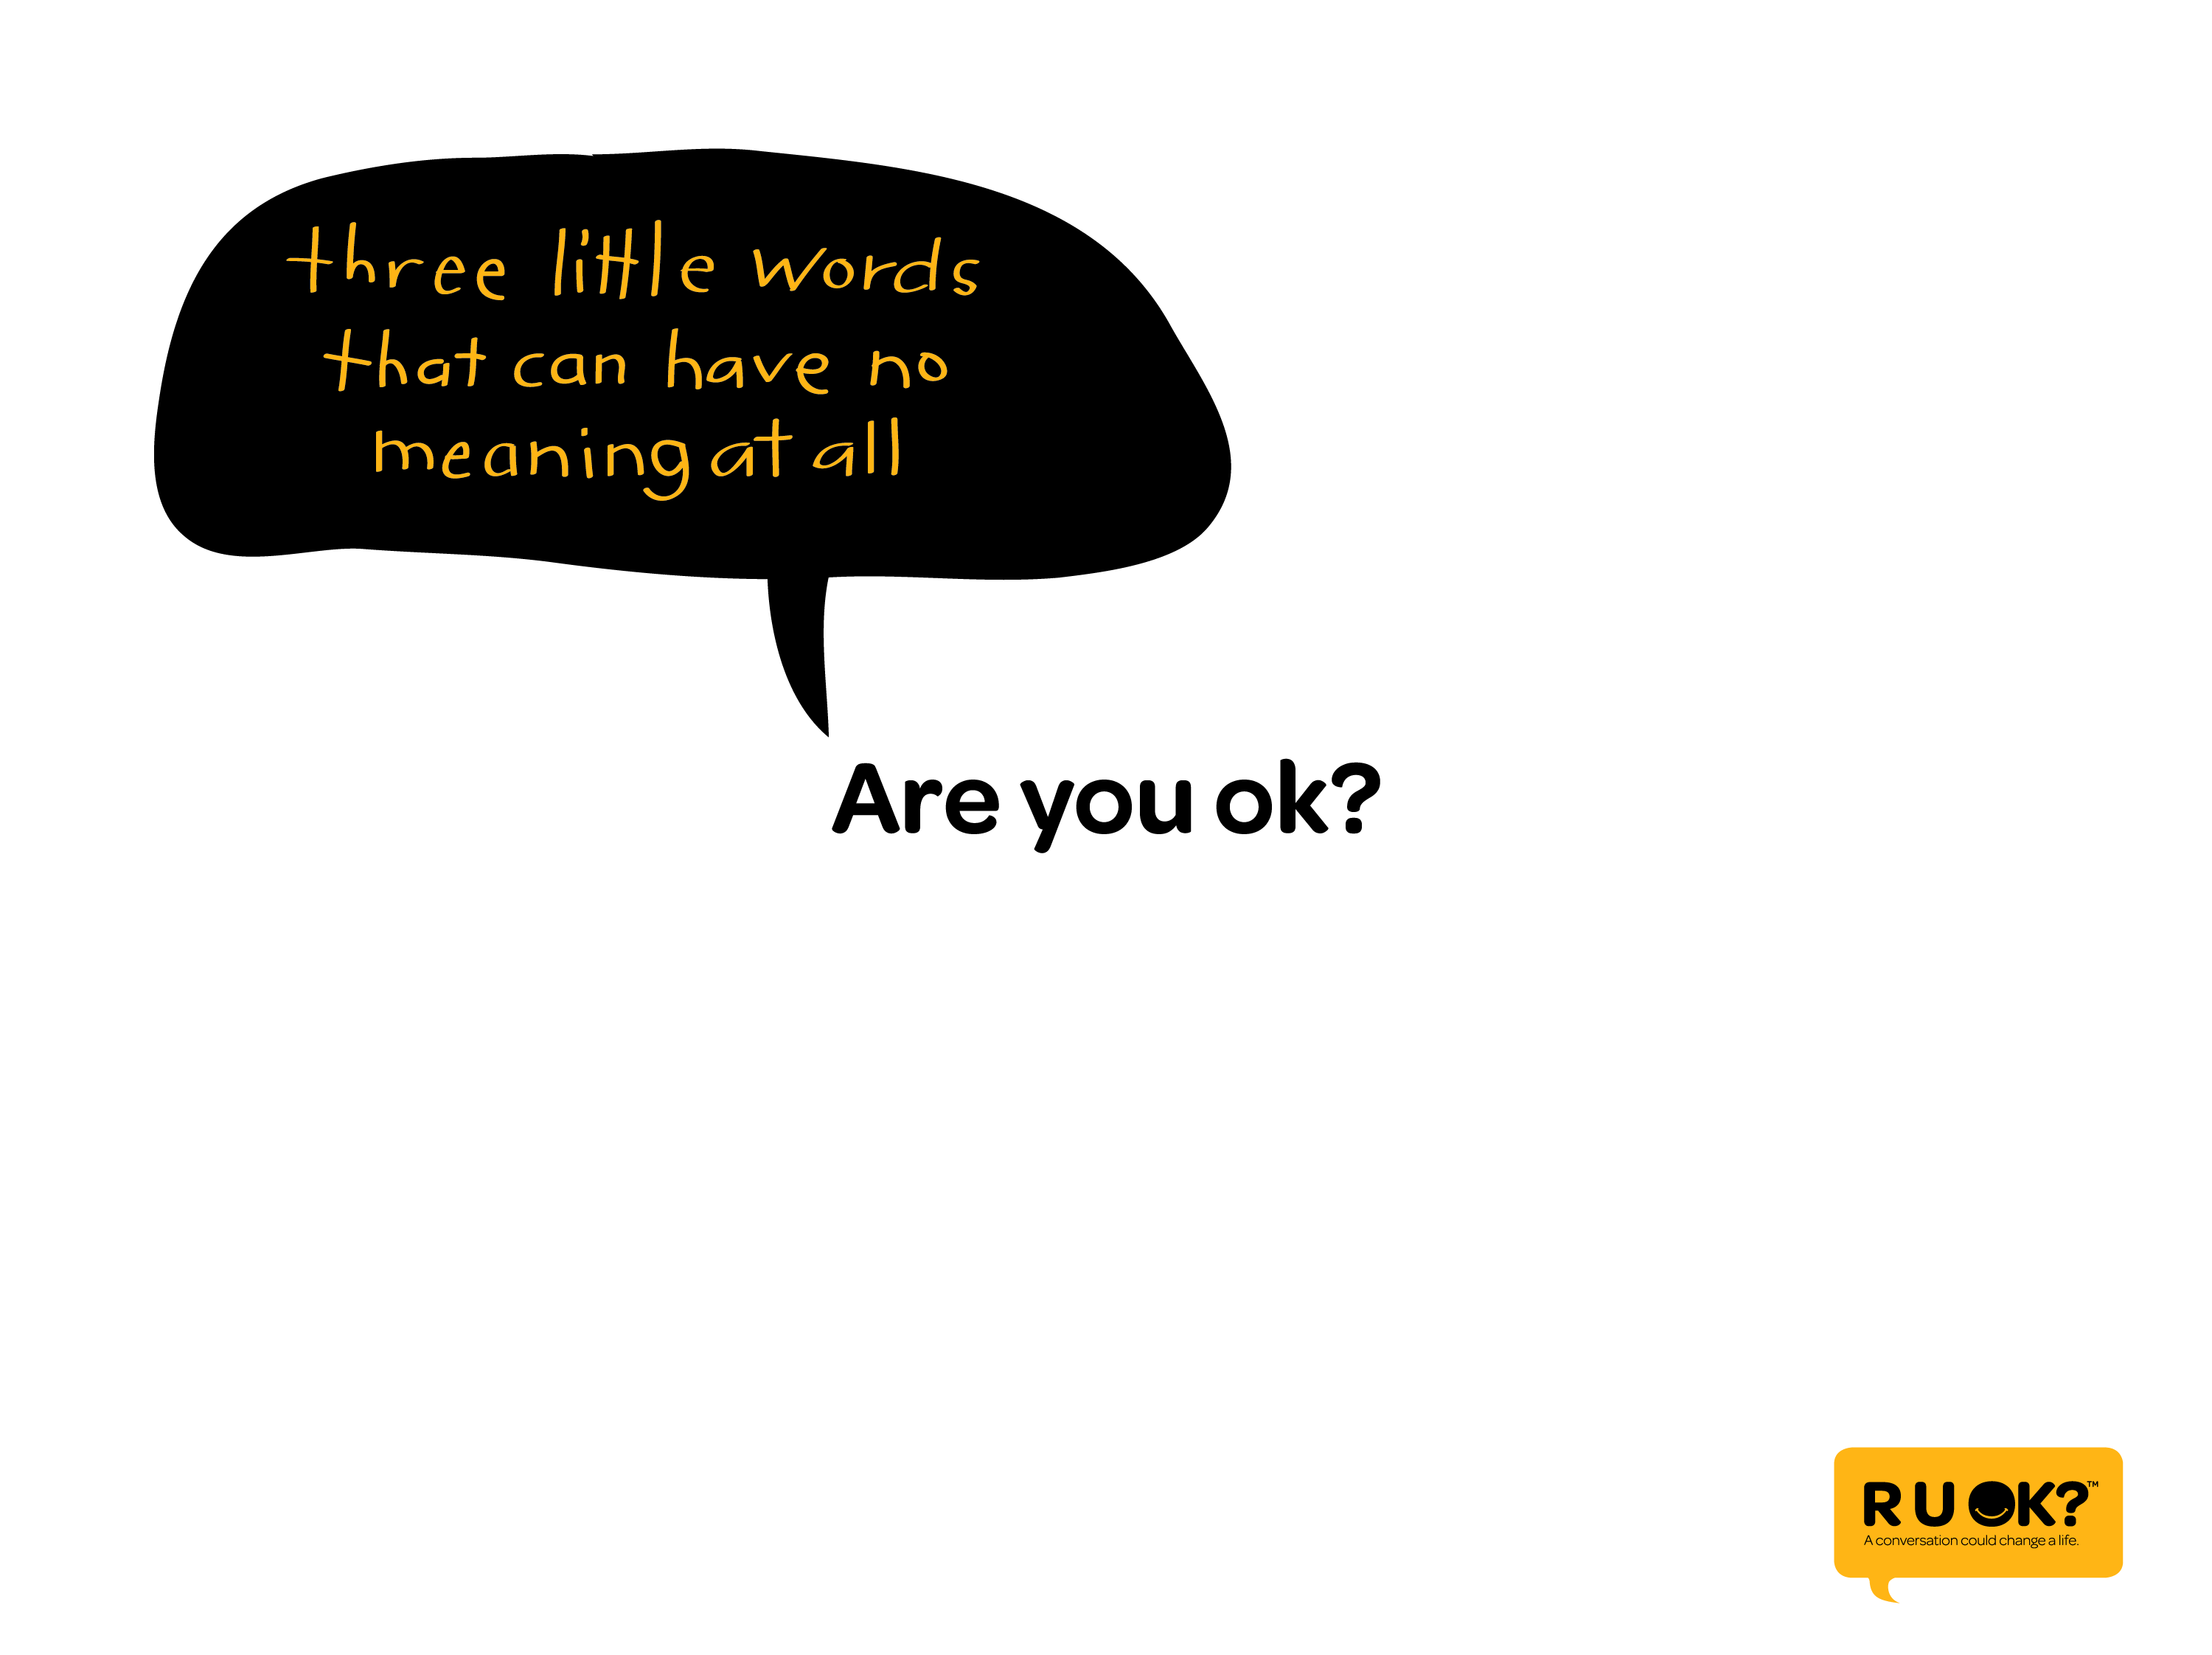 three little words
that can have no
meaning at all
Are you ok?
R U OK?™
A conversation could change a life.